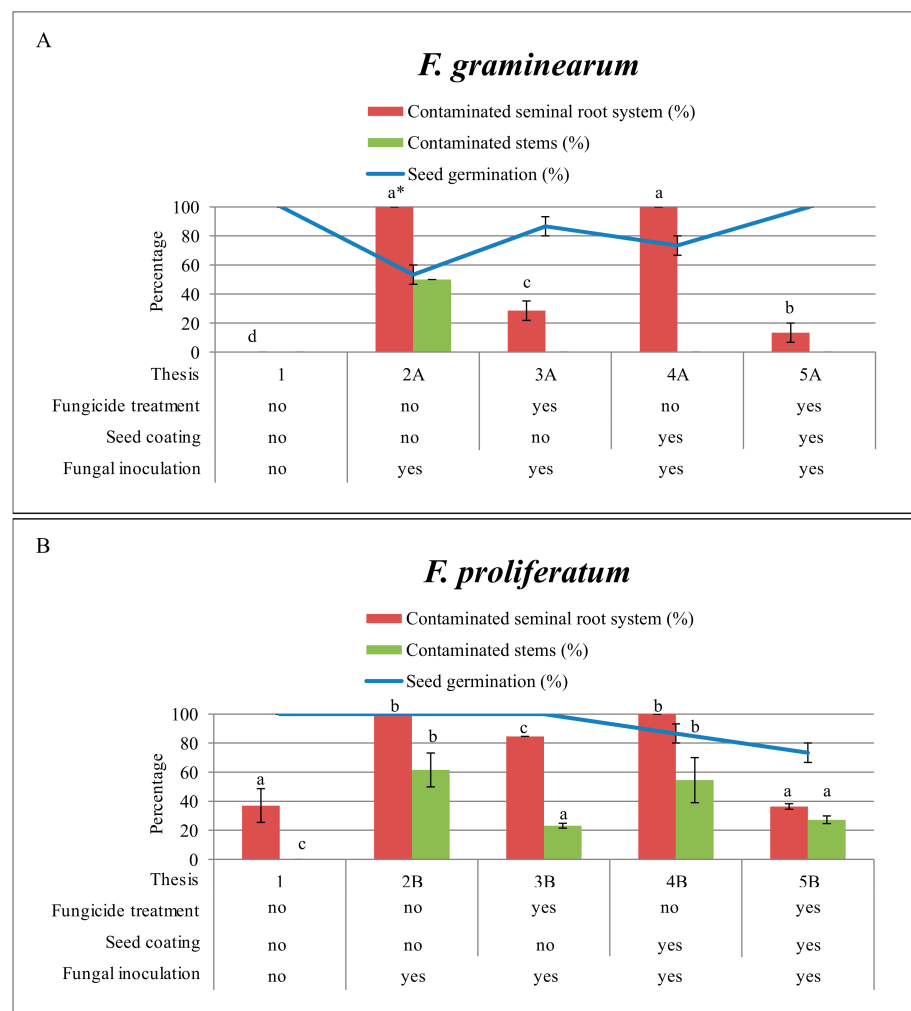 A
F. graminearum
Contaminated seminal root system (%)
Contaminated stems (%)
Seed germination (%)
a* a
100
80
60
40
20
0
Percentage
d c b
Thesis 1 2A 3A 4A 5A
Fungicide treatment no no yes no yes
Seed coating no no no yes yes
Fungal inoculation no yes yes yes yes
B
F. proliferatum
Contaminated seminal root system (%)
Contaminated stems (%)
Seed germination (%)
b b
100
80
60
40
20
0
Percentage
a c b c a b a a
Thesis 1 2B 3B 4B 5B
Fungicide treatment no no yes no yes
Seed coating no no no yes yes
Fungal inoculation no yes yes yes yes